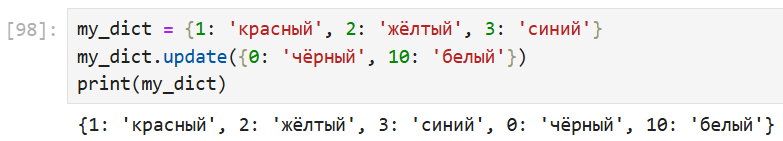 [98]: my_dict = {1: 'красный', 2: 'жёлтый', 3: 'синий'}
my_dict.update({0: 'чёрный', 10: 'белый'})
print(my_dict)
{1: 'красный', 2: 'жёлтый', 3: 'синий', 0: 'чёрный', 10: 'белый'}